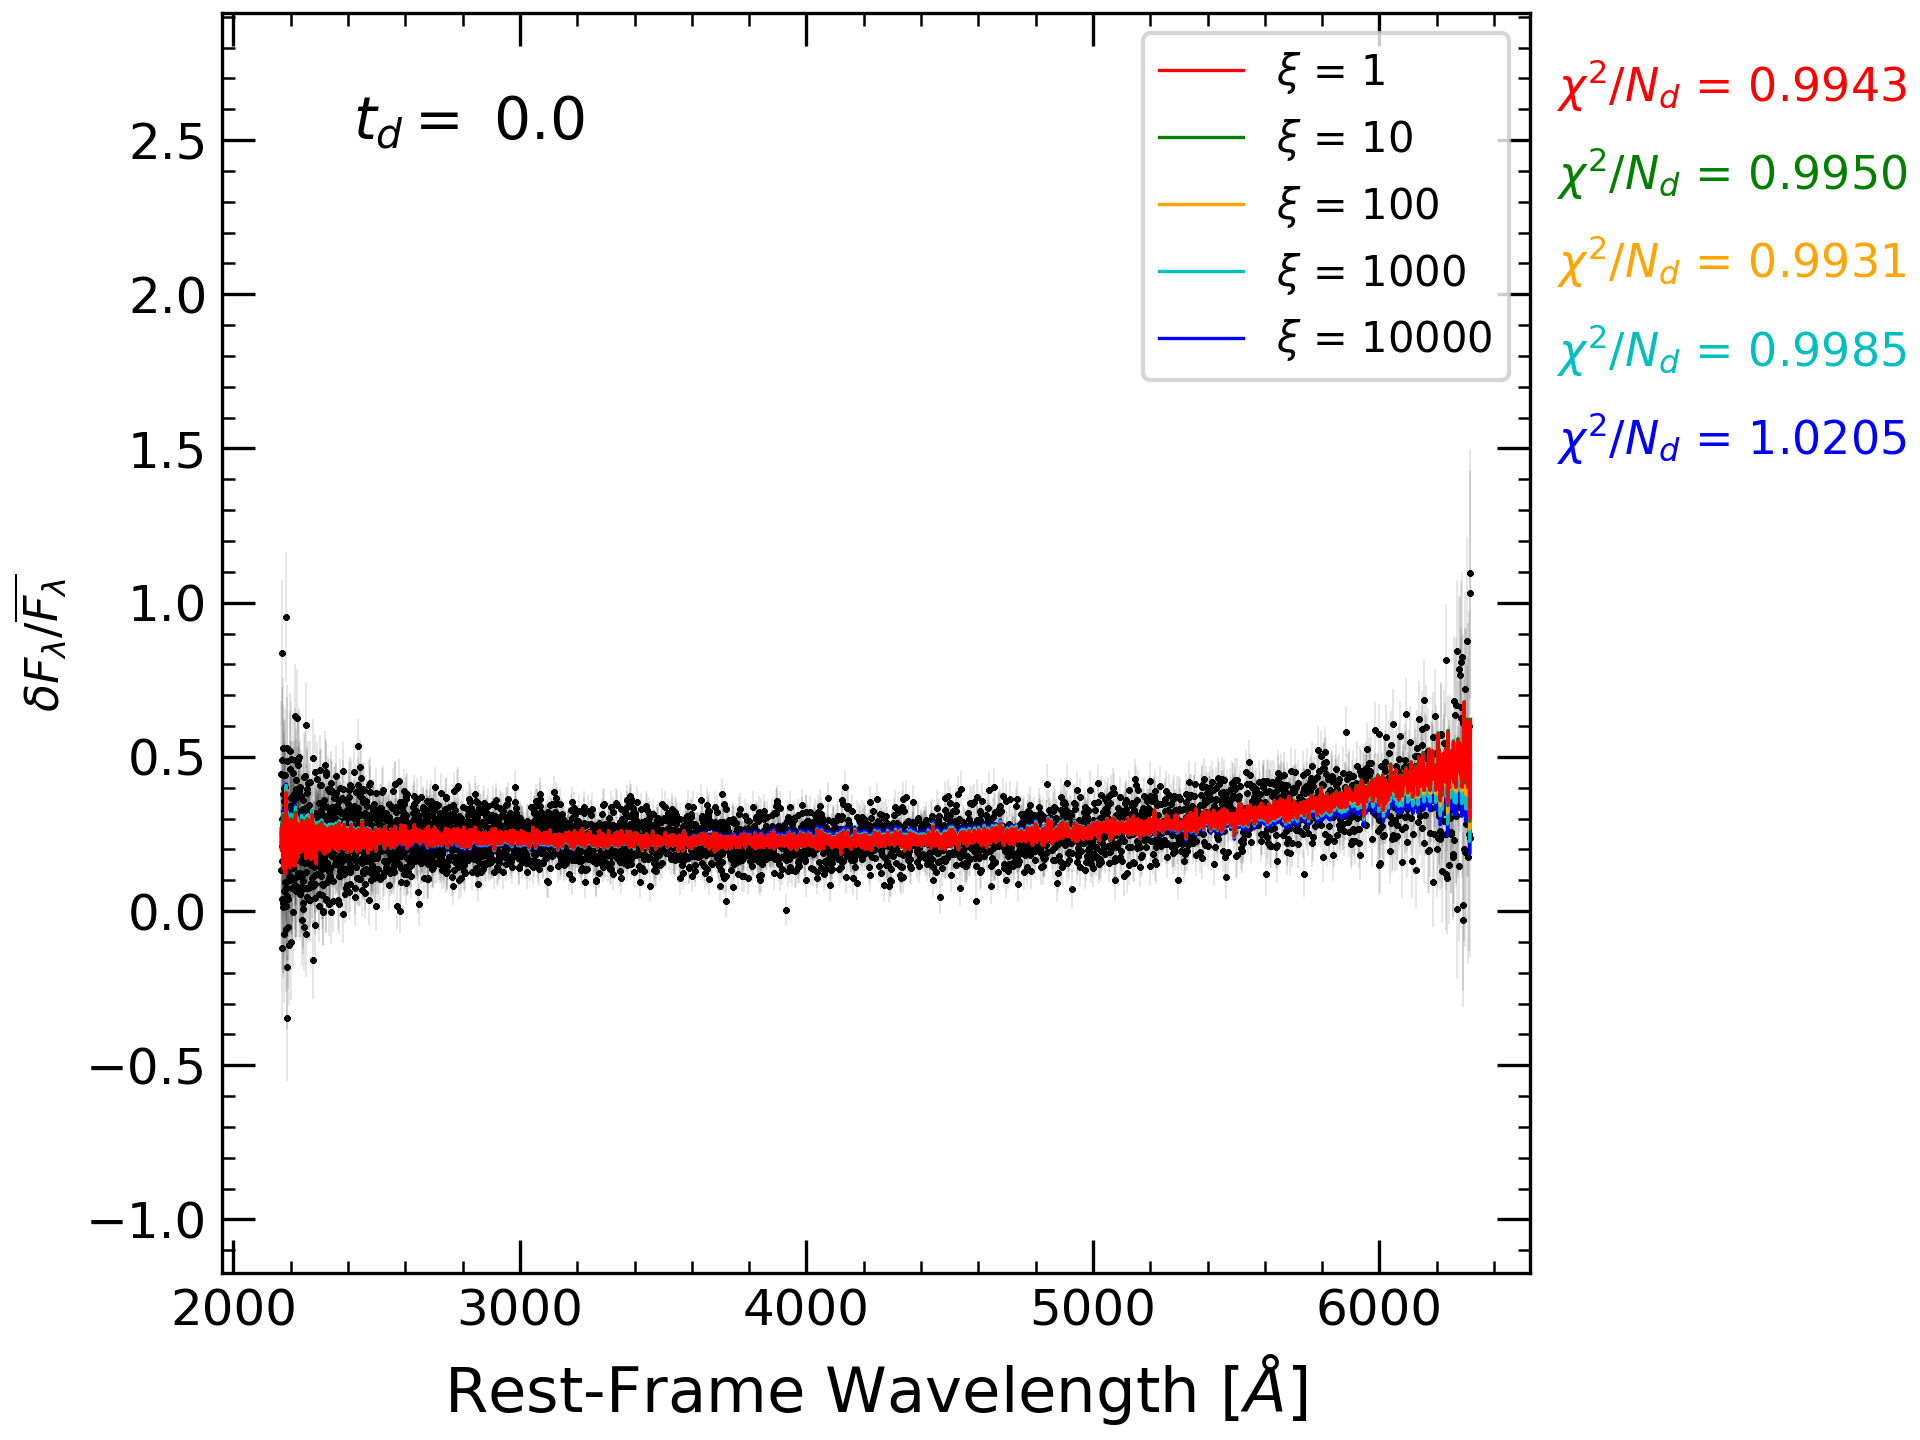 t_d = 0.0
ξ = 1
ξ = 10
ξ = 100
ξ = 1000
ξ = 10000
χ²/N_d = 0.9943
χ²/N_d = 0.9950
χ²/N_d = 0.9931
χ²/N_d = 0.9985
χ²/N_d = 1.0205
δF_λ/F̅_λ
2.5
2.0
1.5
1.0
0.5
0.0
−0.5
−1.0
2000 3000 4000 5000 6000
Rest-Frame Wavelength [Å]